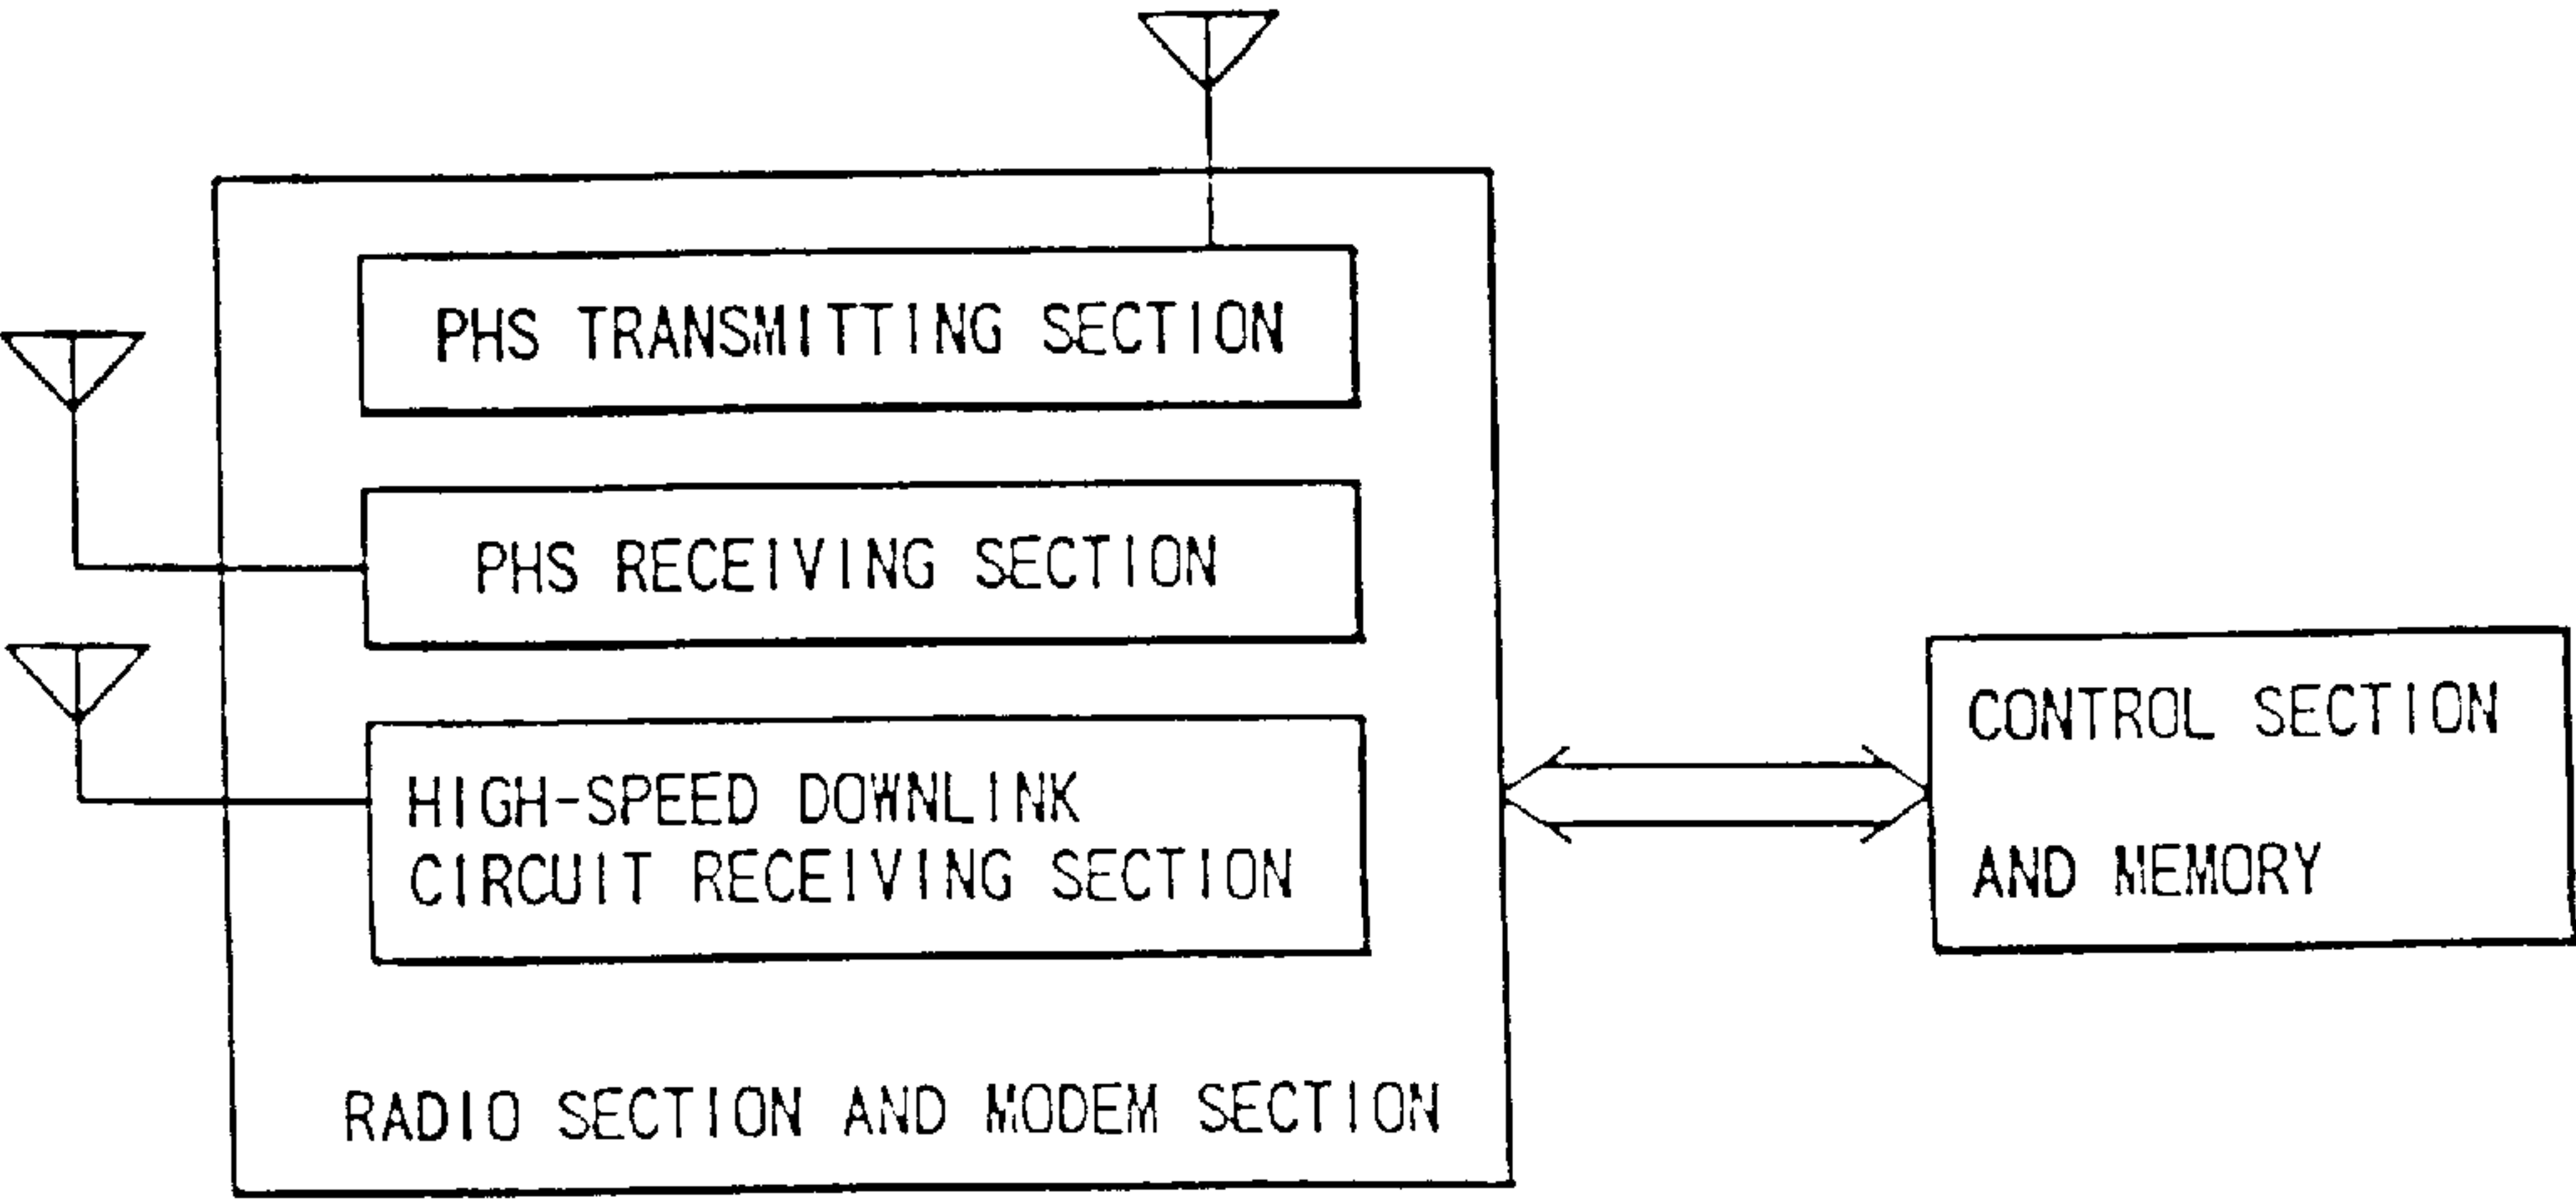 PHS TRANSMITTING SECTION
PHS RECEIVING SECTION
HIGH-SPEED DOWNLINK
CIRCUIT RECEIVING SECTION
RADIO SECTION AND MODEM SECTION
CONTROL SECTION
AND MEMORY